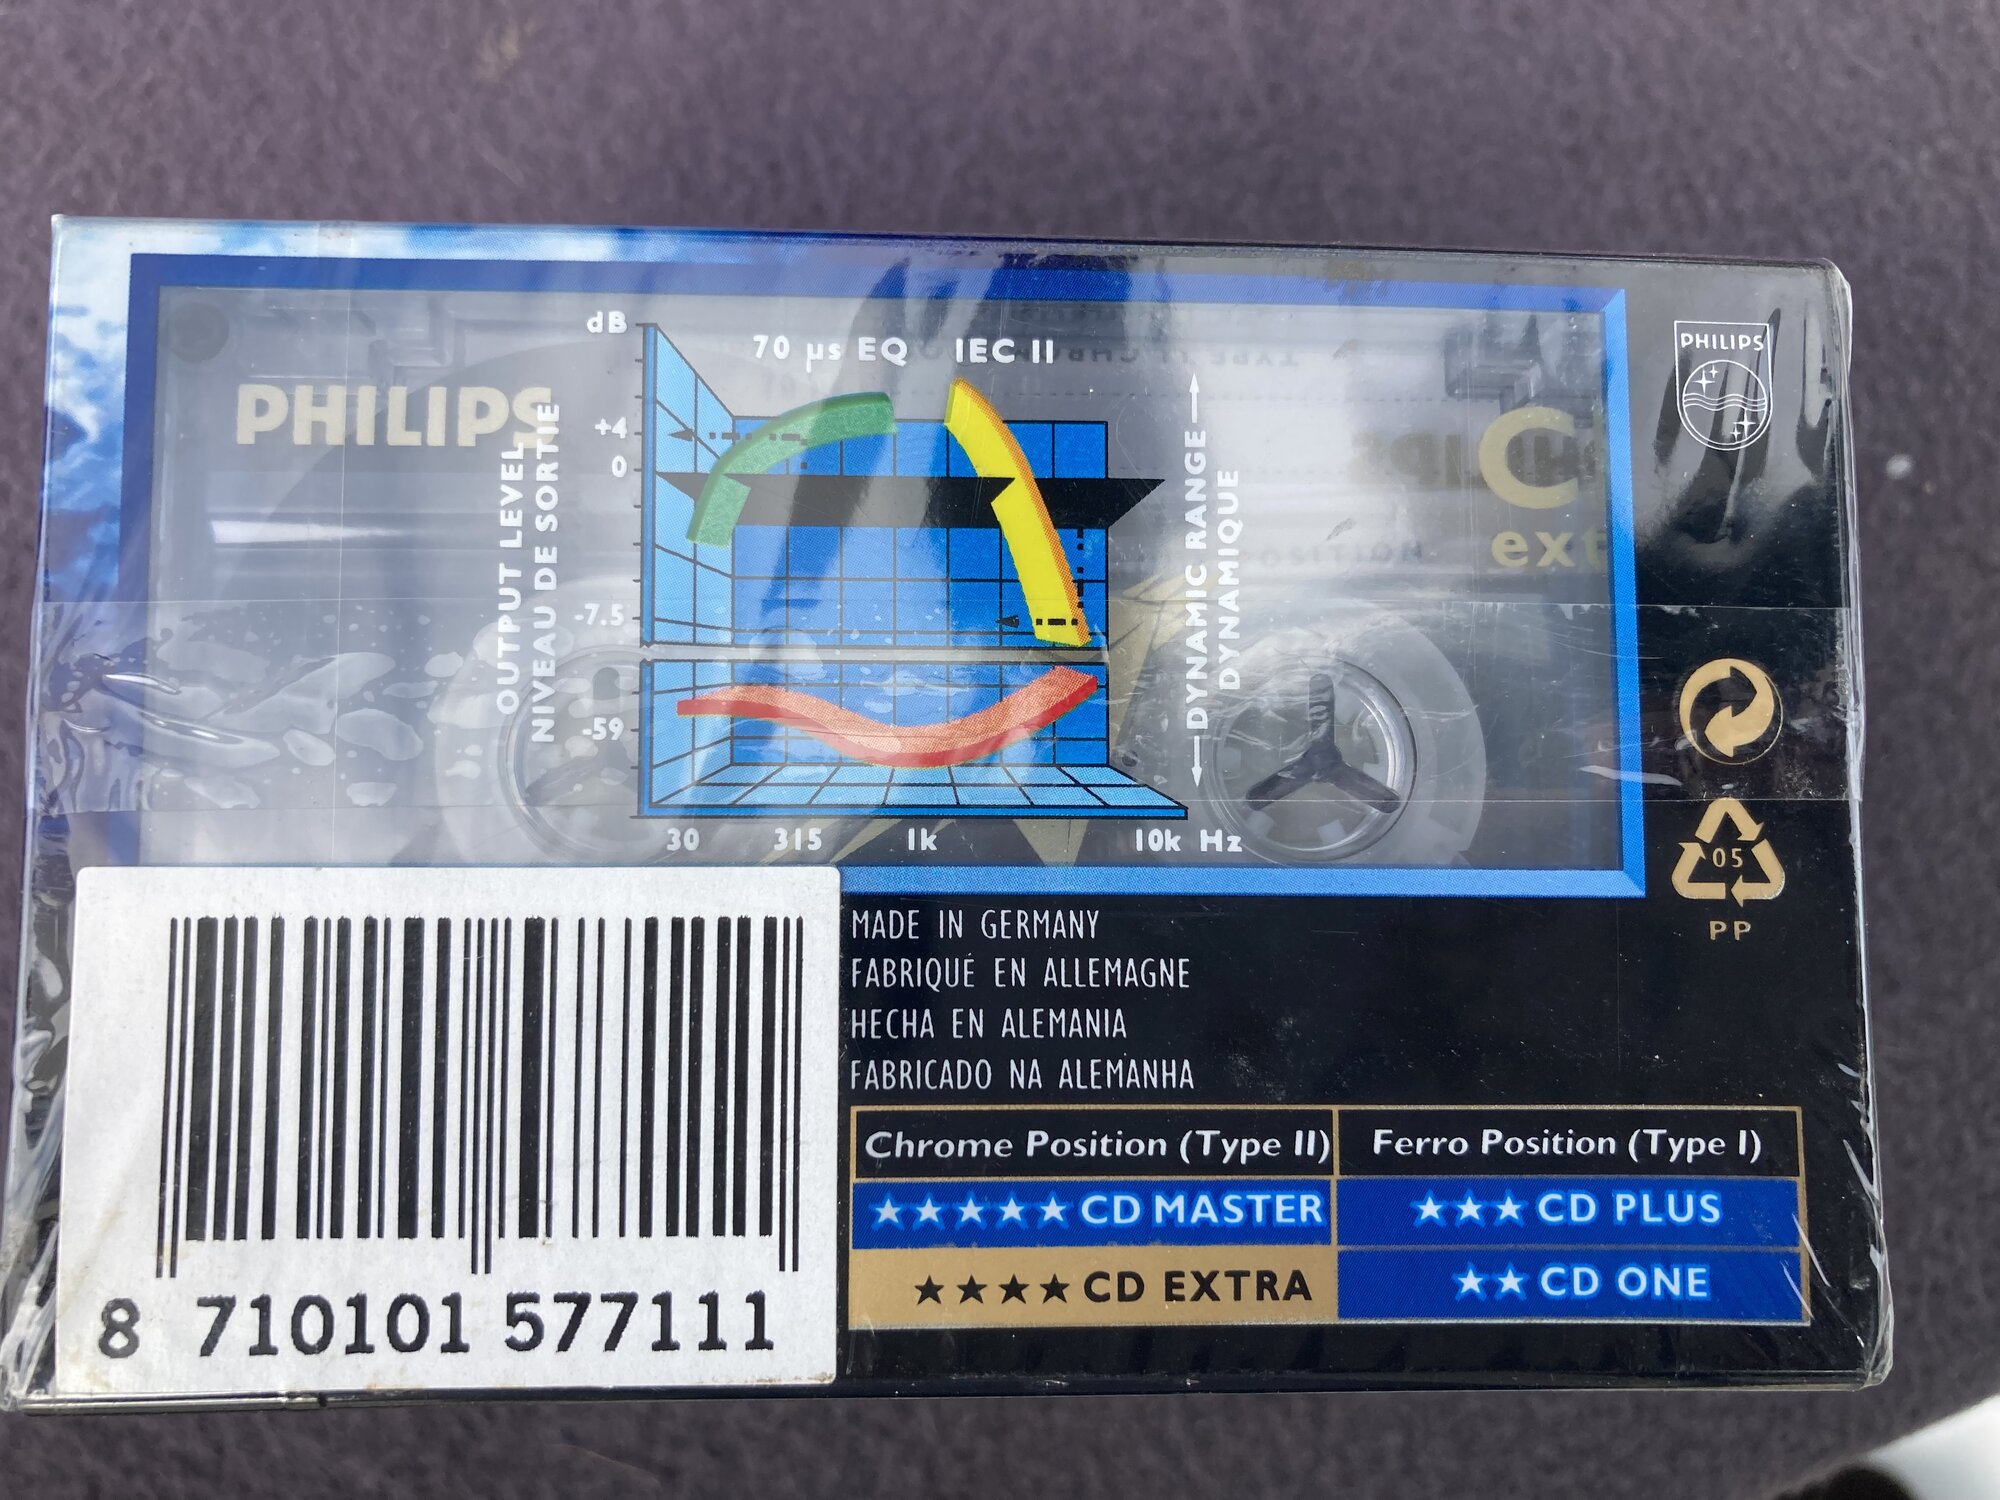 PHILIPS
dB
70 µs EQ IEC II
PHILIPS
+4
0
-7.5
-59
OUTPUT LEVEL
NIVEAU DE SORTIE
DYNAMIC RANGE
DYNAMIQUE
ext
30 315 1k 10k Hz
05
PP
MADE IN GERMANY
FABRIQUÉ EN ALLEMAGNE
HECHA EN ALEMANIA
FABRICADO NA ALEMANHA
Chrome Position (Type II) Ferro Position (Type I)
★★★★★ CD MASTER ★★★ CD PLUS
★★★★ CD EXTRA ★★ CD ONE
8 710101 577111